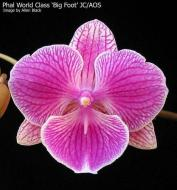 Phal World Class 'Big Foot' JC/AOS
Image by Allen Black